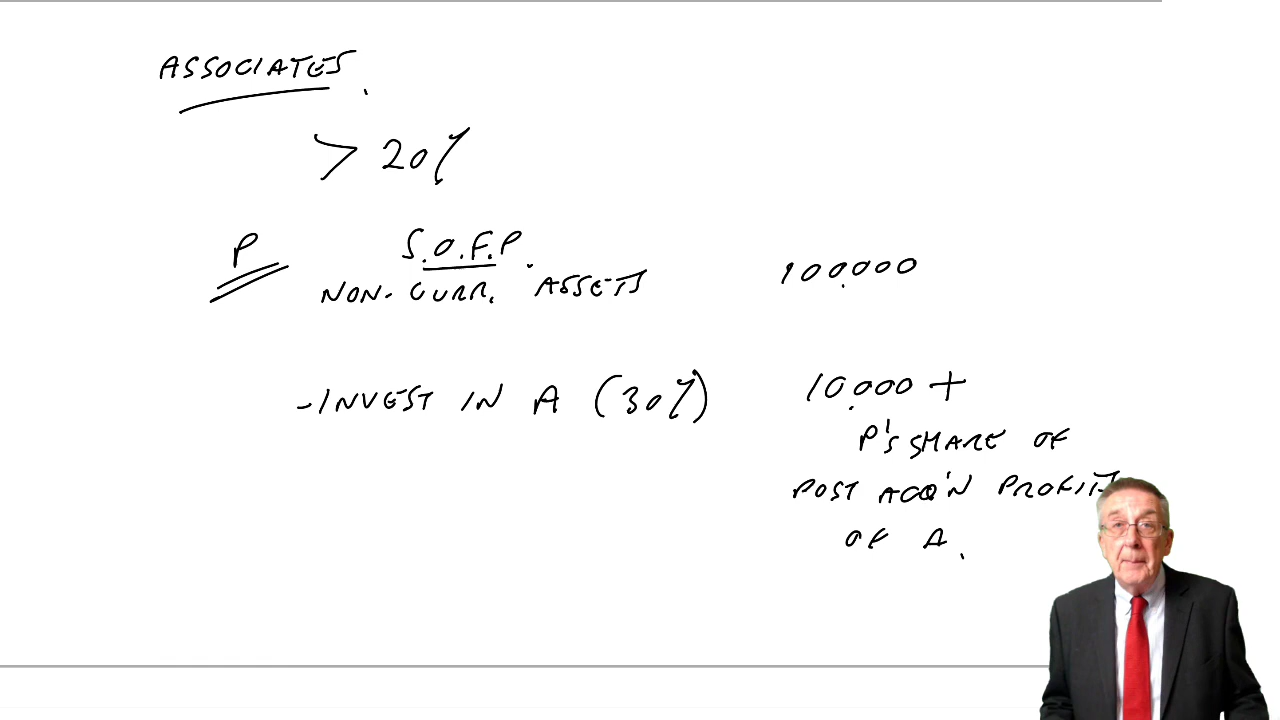 ASSOCIATES.
> 20%
P S.O.F.P.
NON-CURR. ASSETS 100,000
- INVEST IN A (30%) 10,000 +
P'S SHARE OF
POST ACQ'N PROFITS
OF A.